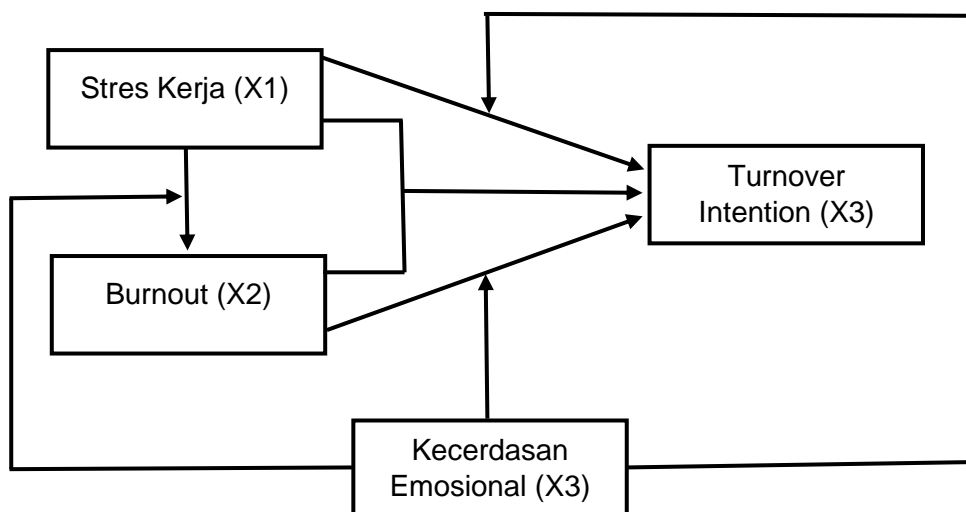 Stres Kerja (X1)
Turnover
Intention (X3)
Burnout (X2)
Kecerdasan
Emosional (X3)